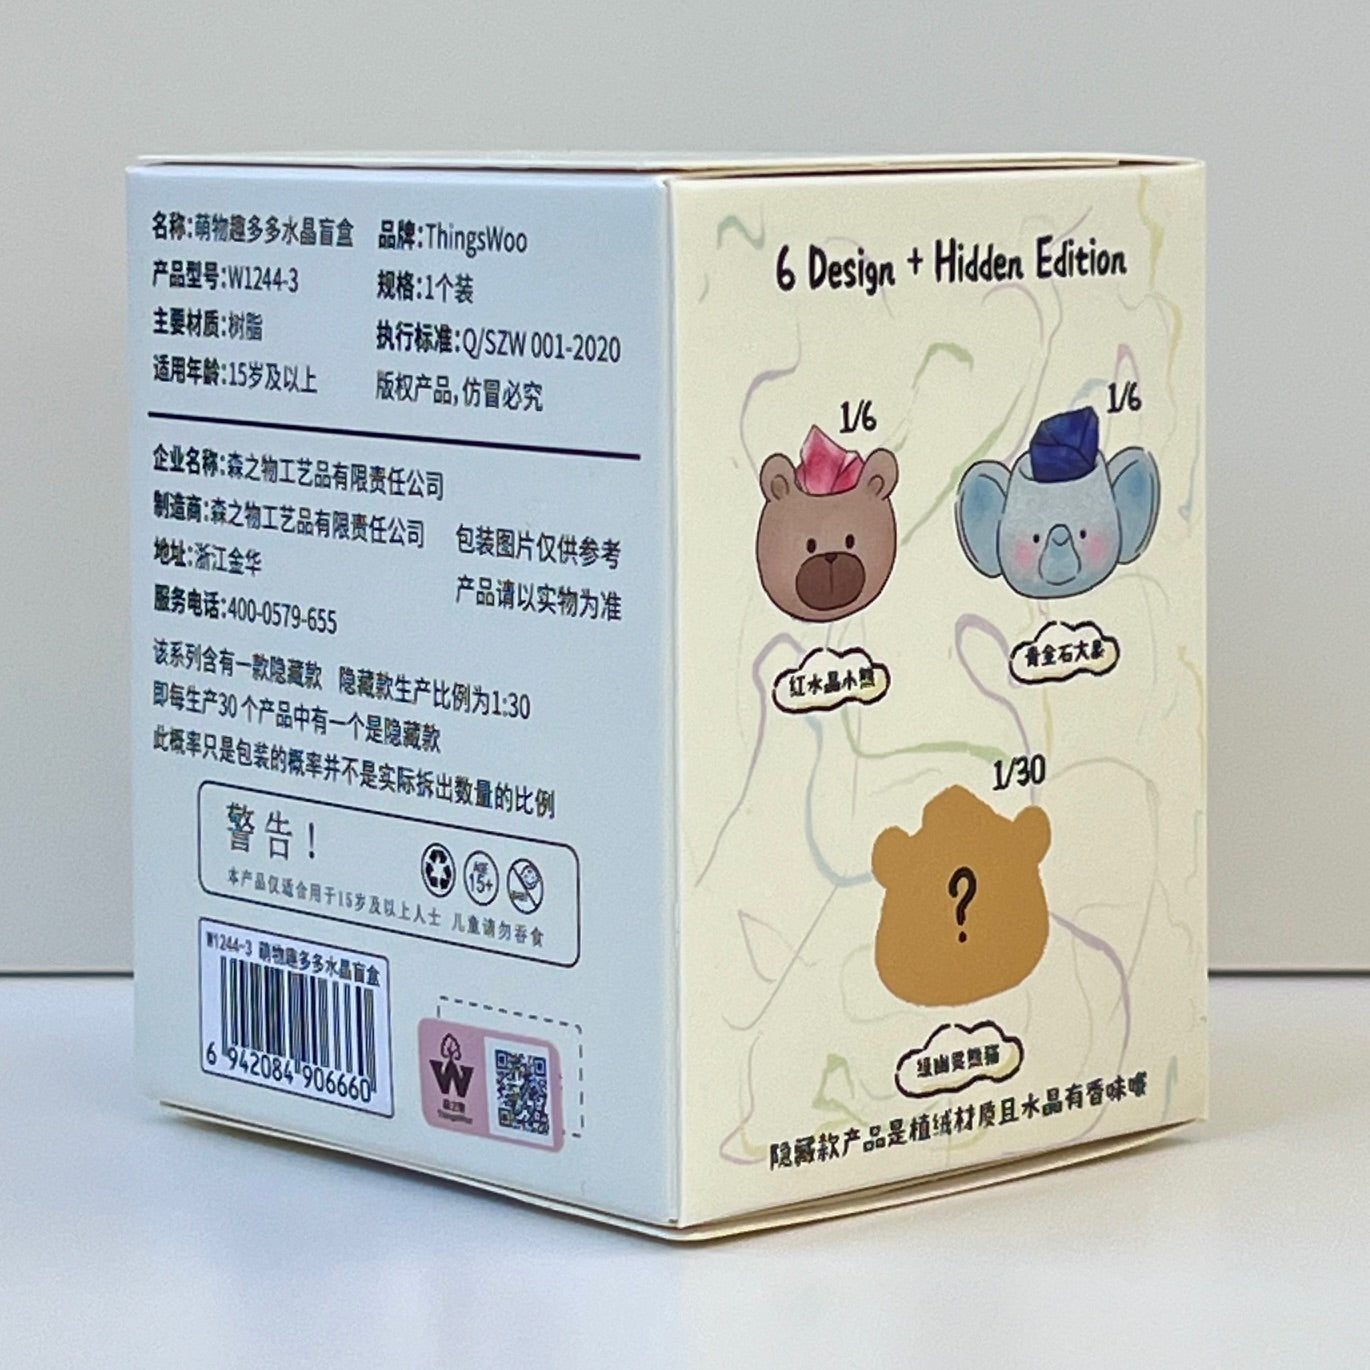 名称:萌物趣多多水晶盲盒
产品型号:W1244-3
主要材质:树脂
适用年龄:15岁及以上
品牌:ThingsWoo
规格:1个装
执行标准:Q/SZW 001-2020
版权产品,仿冒必究
企业名称:森之物工艺品有限责任公司
制造商:森之物工艺品有限责任公司
地址:浙江金华
服务电话:400-0579-655
包装图片仅供参考
产品请以实物为准
该系列含有一款隐藏款 隐藏款生产比例为1:30
即每生产30个产品中有一个是隐藏款
此概率只是包装的概率并不是实际拆出数量的比例
警告!
本产品仅适合用于15岁及以上人士 儿童请勿吞食
AGE
15+
W1244-3 萌物趣多多水晶盲盒
6 942084 906660
W
森之物
ThingsWoo
6 Design + Hidden Edition
1/6
红水晶小熊
1/6
青金石大象
1/30
?
绿幽灵熊猫
隐藏款产品是植绒材质且水晶有香味哦